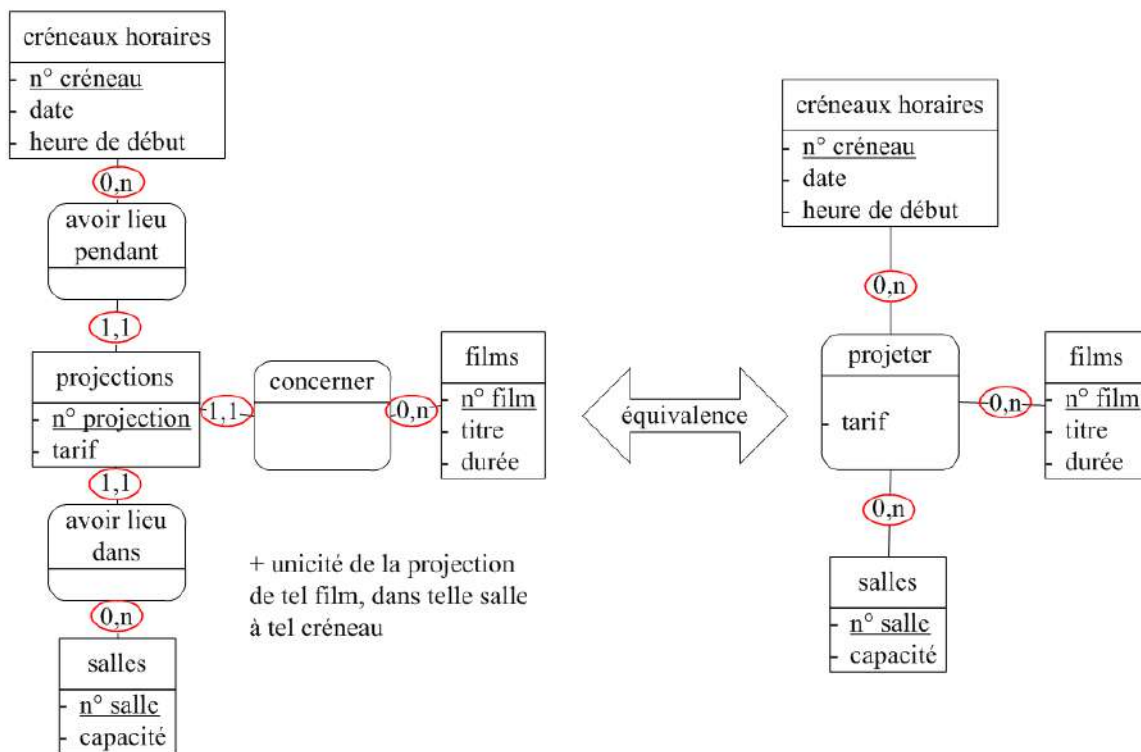 créneaux horaires
- n° créneau
- date
- heure de début
0,n
avoir lieu
pendant
1,1
projections
- n° projection
- tarif
1,1
concerner
0,n
films
- n° film
- titre
- durée
1,1
avoir lieu
dans
0,n
salles
- n° salle
- capacité
+ unicité de la projection
de tel film, dans telle salle
à tel créneau
équivalence
créneaux horaires
- n° créneau
- date
- heure de début
0,n
projeter
- tarif
0,n
films
- n° film
- titre
- durée
0,n
salles
- n° salle
- capacité